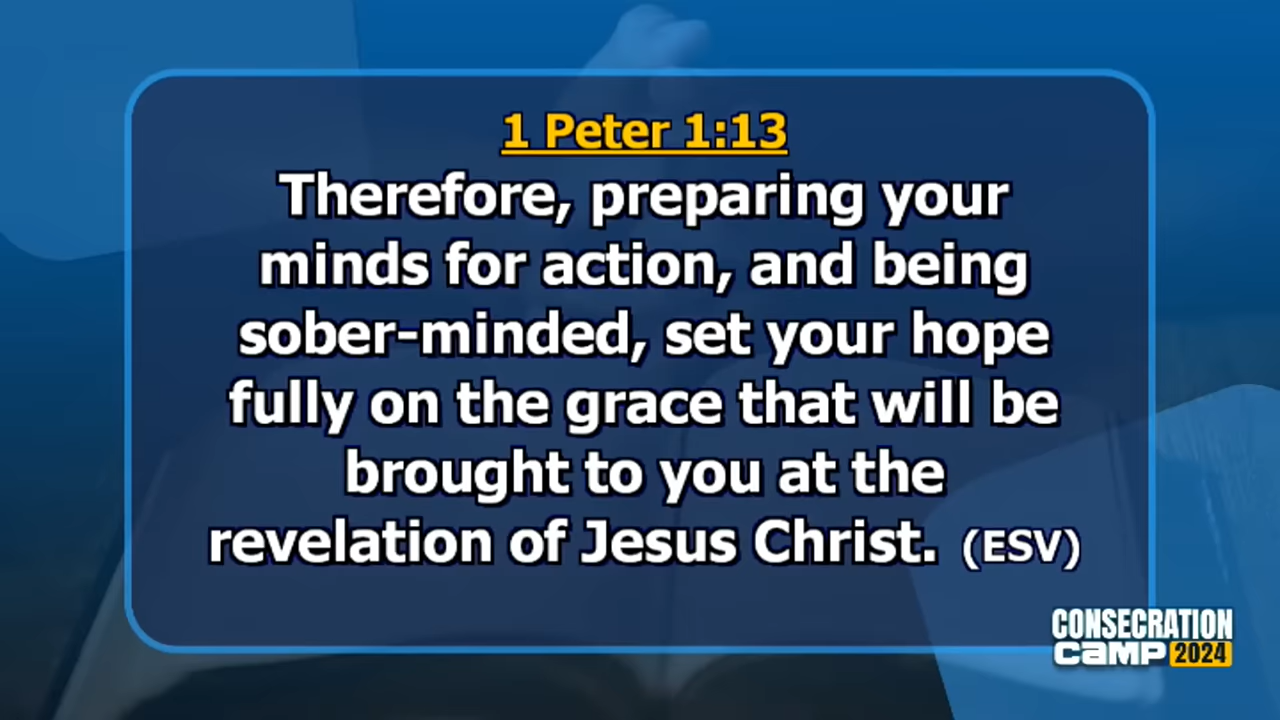 1 Peter 1:13
Therefore, preparing your
minds for action, and being
sober-minded, set your hope
fully on the grace that will be
brought to you at the
revelation of Jesus Christ. (ESV)
CONSECRATION
CAMP 2024